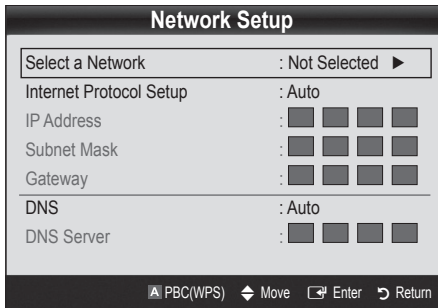 Network Setup
Select a Network : Not Selected ►
Internet Protocol Setup : Auto
IP Address :
Subnet Mask :
Gateway :
DNS : Auto
DNS Server :
A PBC(WPS) Move Enter Return